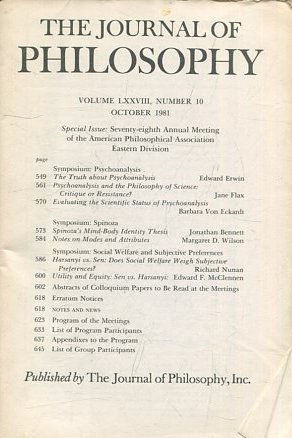 THE JOURNAL OF
PHILOSOPHY
VOLUME LXXVIII, NUMBER 10
OCTOBER 1981
Special Issue: Seventy-eighth Annual Meeting
of the American Philosophical Association
Eastern Division
page
Symposium: Psychoanalysis
549 The Truth about Psychoanalysis Edward Erwin
561 Psychoanalysis and the Philosophy of Science:
Critique or Resistance? Jane Flax
570 Evaluating the Scientific Status of Psychoanalysis
Barbara Von Eckardt
Symposium: Spinoza
573 Spinoza's Mind-Body Identity Thesis Jonathan Bennett
584 Notes on Modes and Attributes Margaret D. Wilson
Symposium: Social Welfare and Subjective Preferences
586 Harsanyi vs. Sen: Does Social Welfare Weigh Subjective
Preferences? Richard Nunan
600 Utility and Equity: Sen vs. Harsanyi: Edward F. McClennen
602 Abstracts of Colloquium Papers to Be Read at the Meetings
618 Erratum Notices
618 NOTES AND NEWS
623 Program of the Meetings
633 List of Program Participants
637 Appendixes to the Program
645 List of Group Participants
Published by The Journal of Philosophy, Inc.